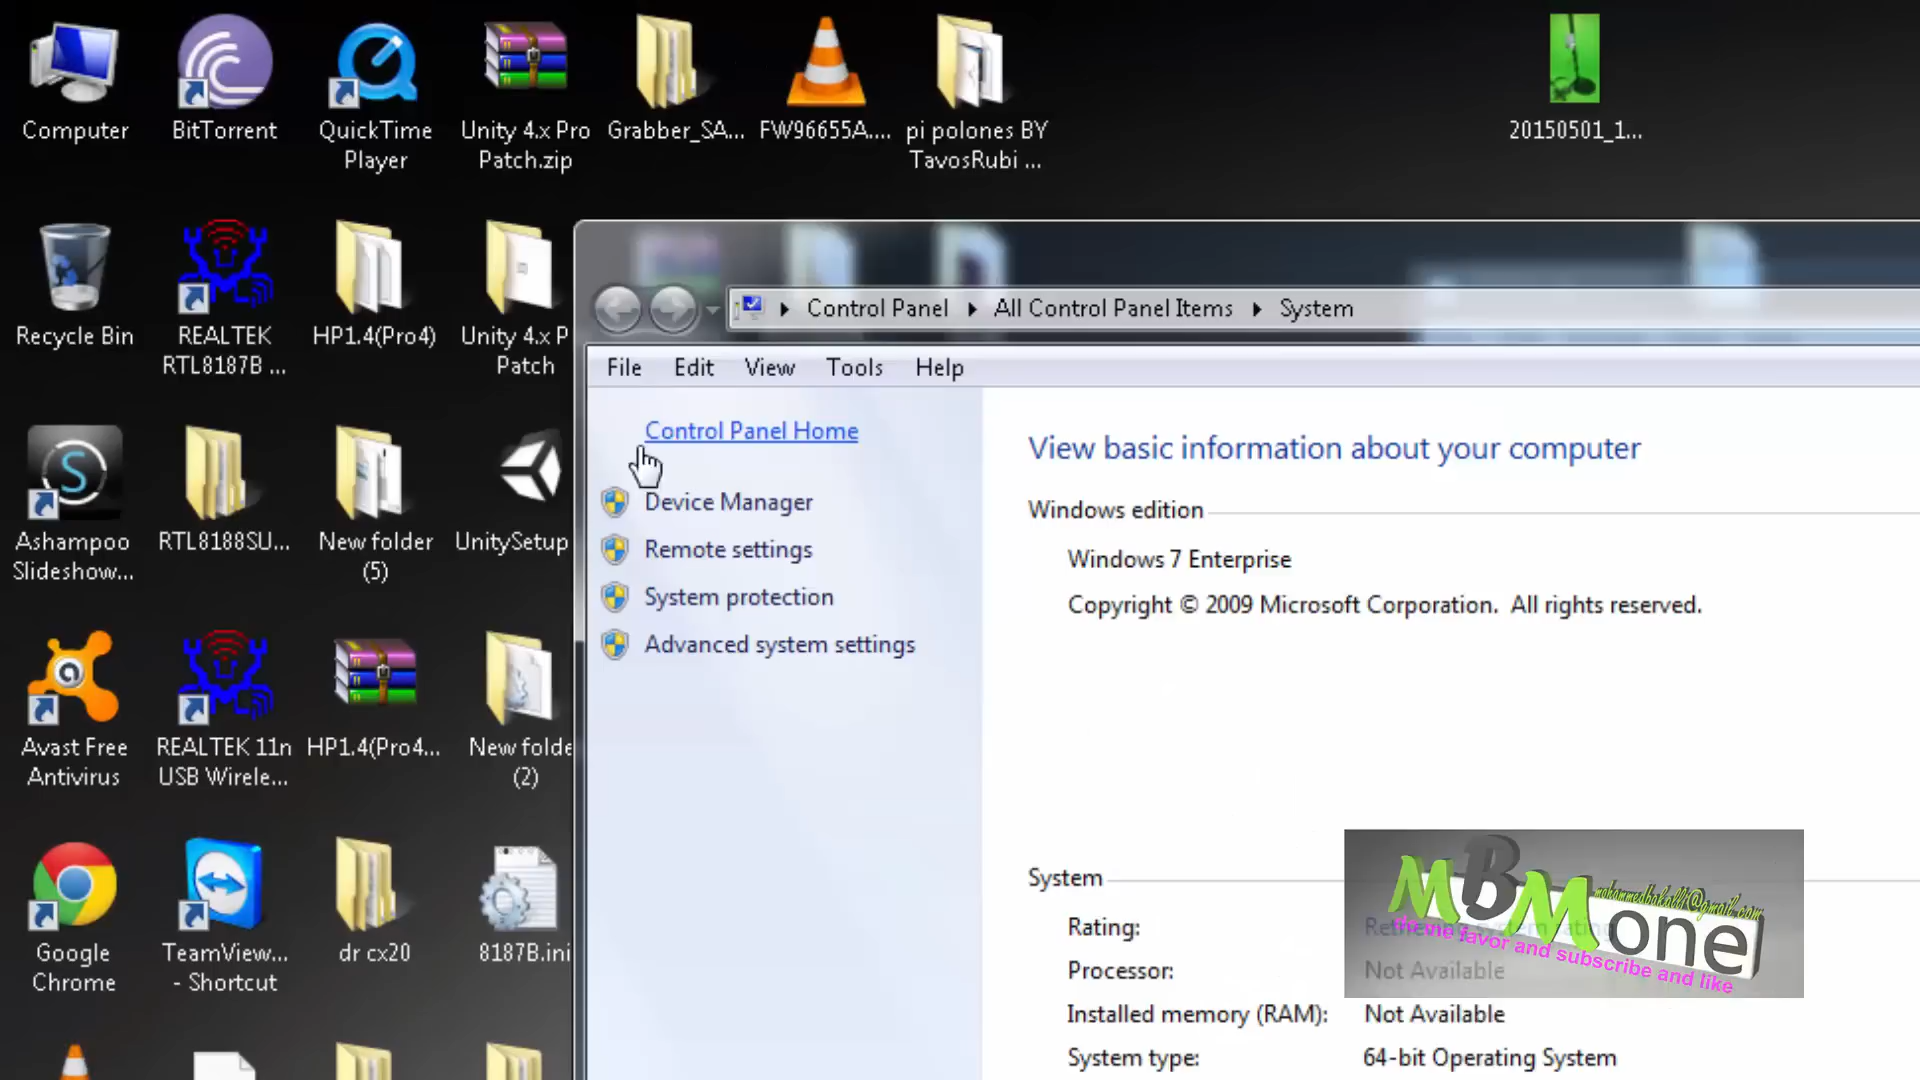 Computer
BitTorrent
QuickTime
Player
Unity 4.x Pro
Patch.zip
Grabber_SA...
FW96655A....
pi polones BY
TavosRubi ...
20150501_1...
Recycle Bin
REALTEK
RTL8187B ...
HP1.4(Pro4)
Unity 4.x P
Patch
Control Panel
All Control Panel Items
System
File
Edit
View
Tools
Help
Control Panel Home
Device Manager
Remote settings
System protection
Advanced system settings
View basic information about your computer
Windows edition
Windows 7 Enterprise
Copyright © 2009 Microsoft Corporation. All rights reserved.
Ashampoo
Slideshow...
RTL8188SU...
New folder
(5)
UnitySetup
Avast Free
Antivirus
REALTEK 11n
USB Wirele...
HP1.4(Pro4...
New folde
(2)
Google
Chrome
TeamView...
- Shortcut
dr cx20
8187B.ini
System
Rating:
Processor:
Not Available
Installed memory (RAM):
Not Available
System type:
64-bit Operating System
MBM one
me favor and subscribe and like